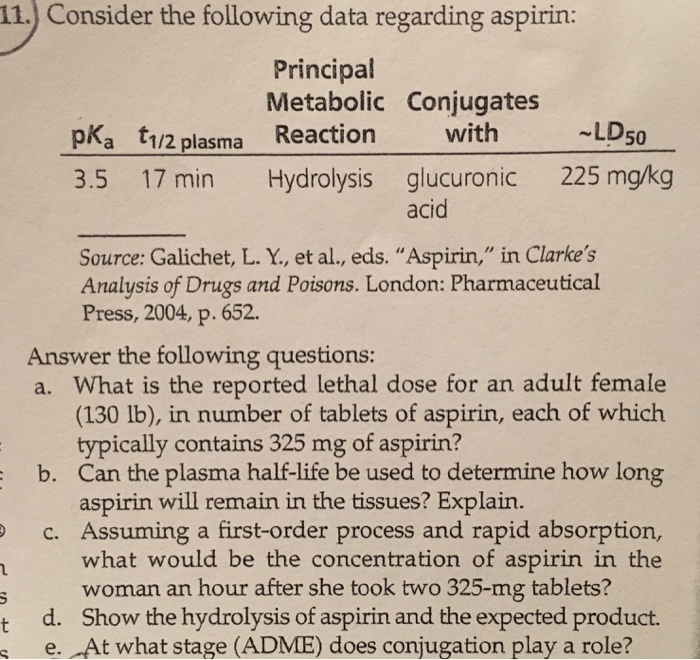 11. Consider the following data regarding aspirin:
Principal
Metabolic Conjugates
pKa t1/2 plasma Reaction with ~LD50
3.5 17 min Hydrolysis glucuronic 225 mg/kg
acid
Source: Galichet, L. Y., et al., eds. “Aspirin,” in Clarke’s
Analysis of Drugs and Poisons. London: Pharmaceutical
Press, 2004, p. 652.
Answer the following questions:
a. What is the reported lethal dose for an adult female
(130 lb), in number of tablets of aspirin, each of which
typically contains 325 mg of aspirin?
b. Can the plasma half-life be used to determine how long
aspirin will remain in the tissues? Explain.
c. Assuming a first-order process and rapid absorption,
what would be the concentration of aspirin in the
woman an hour after she took two 325-mg tablets?
d. Show the hydrolysis of aspirin and the expected product.
e. At what stage (ADME) does conjugation play a role?